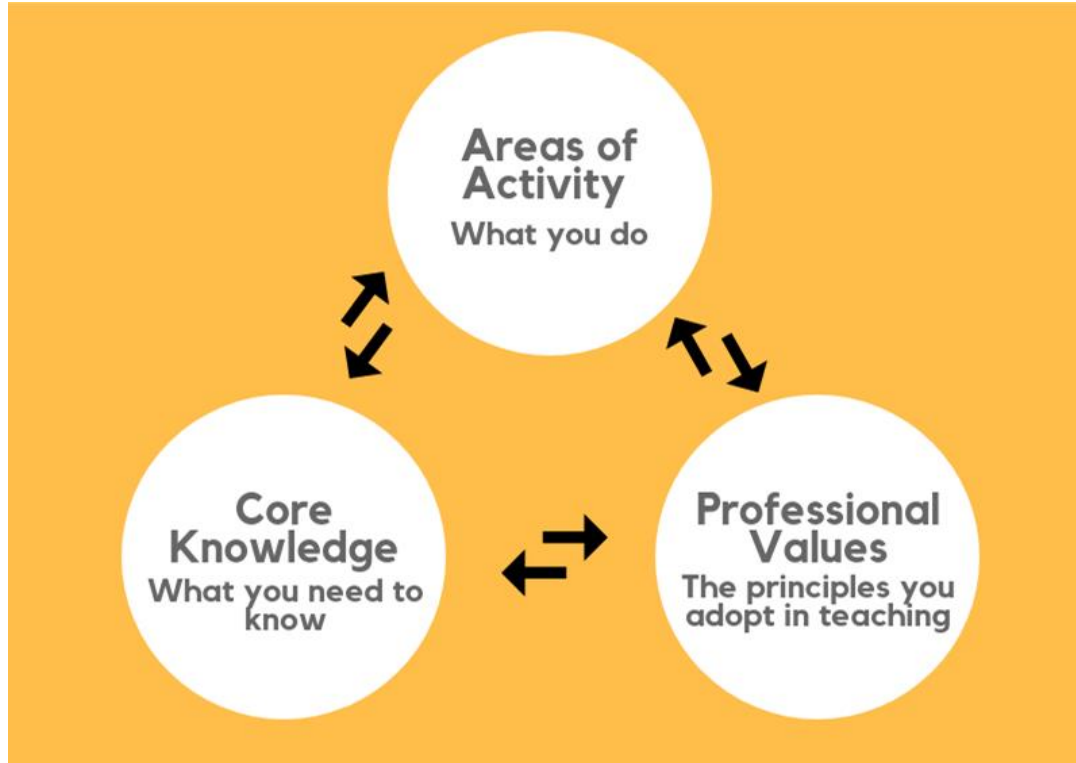 Areas of
Activity
What you do
Core
Knowledge
What you need to
know
Professional
Values
The principles you
adopt in teaching